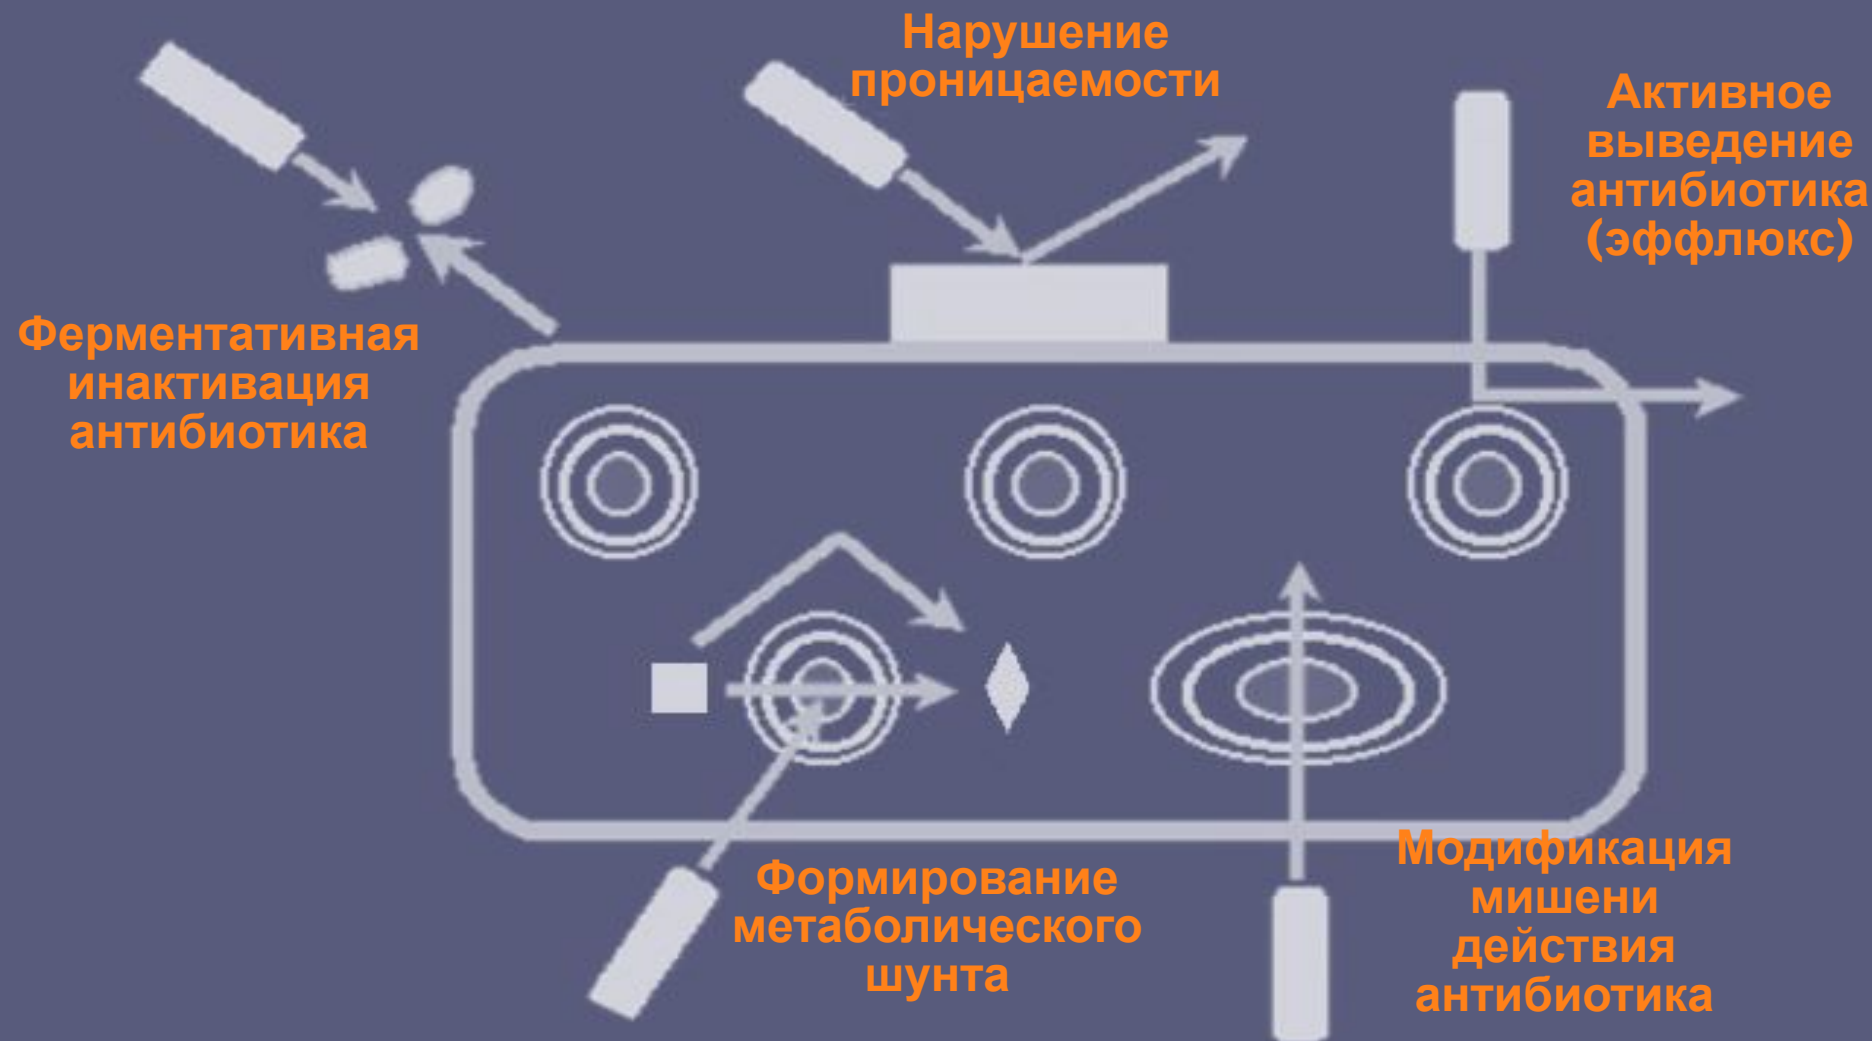 Нарушение
проницаемости
Активное
выведение
антибиотика
(эффлюкс)
Ферментативная
инактивация
антибиотика
Формирование
метаболического
шунта
Модификация
мишени
действия
антибиотика